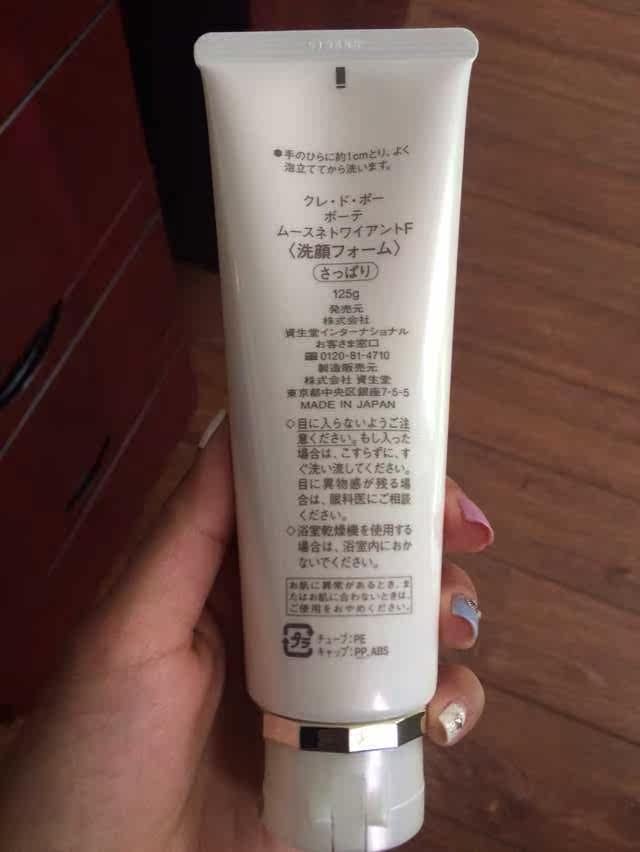 ●手のひらに約1cmとり、よく
泡立ててから洗います。
クレ・ド・ポー
ボーテ
ムースネトワイアントF
〈洗顔フォーム〉
さっぱり
125g
発売元
株式会社
資生堂インターナショナル
お客さま窓口
0120-81-4710
製造販売元
株式会社 資生堂
東京都中央区銀座7-5-5
MADE IN JAPAN
◇目に入らないようご注
意ください。もし入った
場合は、こすらずに、す
ぐ洗い流してください。
目に異物感が残る場
合は、眼科医にご相談
ください。
◇浴室乾燥機を使用する
場合は、浴室内におか
ないでください。
お肌に異常があるとき、ま
たはお肌に合わないときは、
ご使用をおやめください。
プラ
チューブ:PE
キャップ:PP、ABS